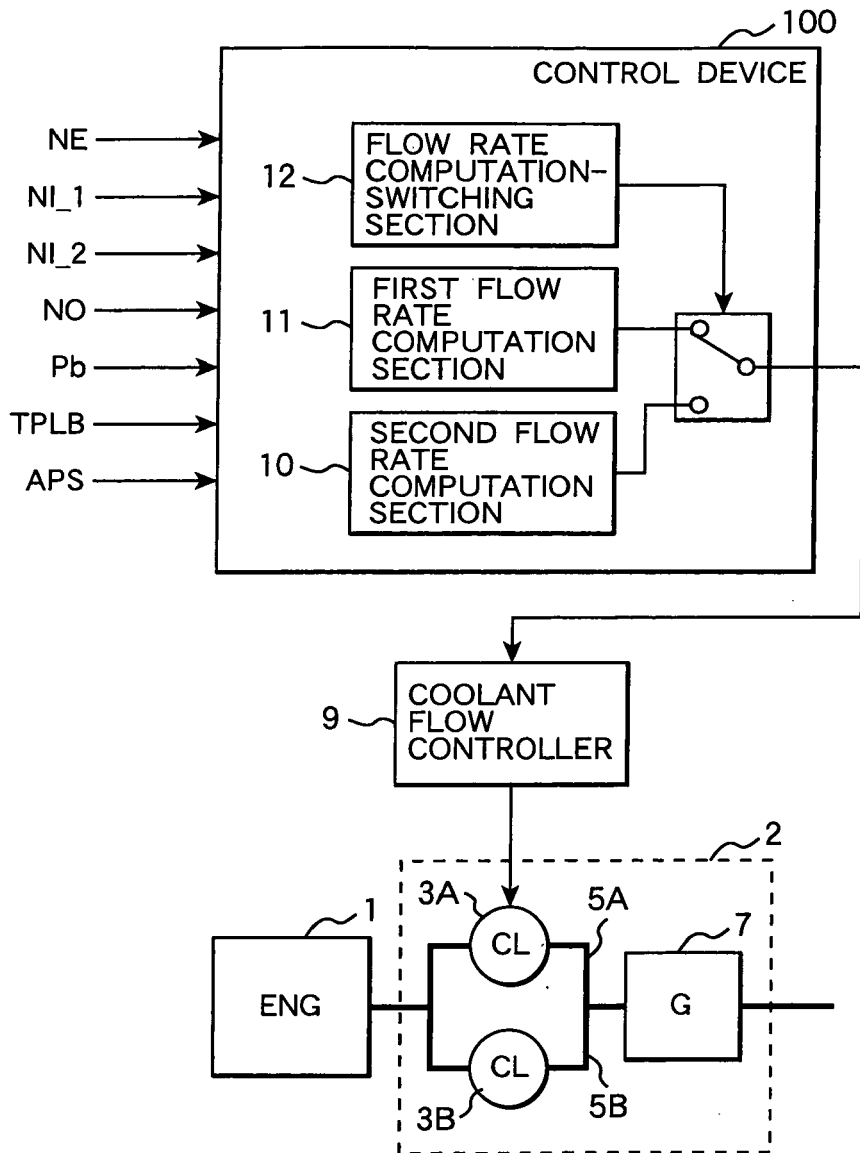 100
CONTROL DEVICE
NE
NI_1
NI_2
NO
Pb
TPLB
APS
12
FLOW RATE
COMPUTATION-
SWITCHING
SECTION
11
FIRST FLOW
RATE
COMPUTATION
SECTION
10
SECOND FLOW
RATE
COMPUTATION
SECTION
9
COOLANT
FLOW
CONTROLLER
2
1
3A
5A
7
ENG
CL
G
CL
3B
5B